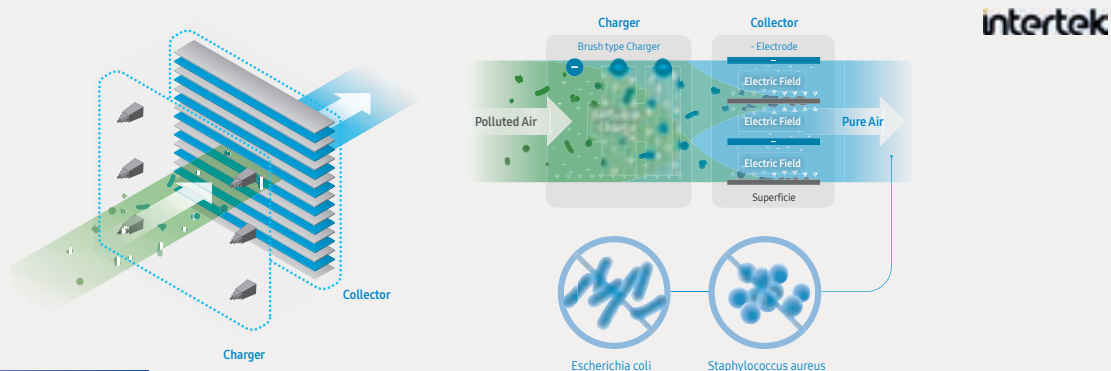 Charger
Collector
intertek
Brush type Charger
- Electrode
Polluted Air
Electric Field
Electric Field
Pure Air
Electric Field
Superficie
Collector
Charger
Escherichia coli
Staphylococcus aureus